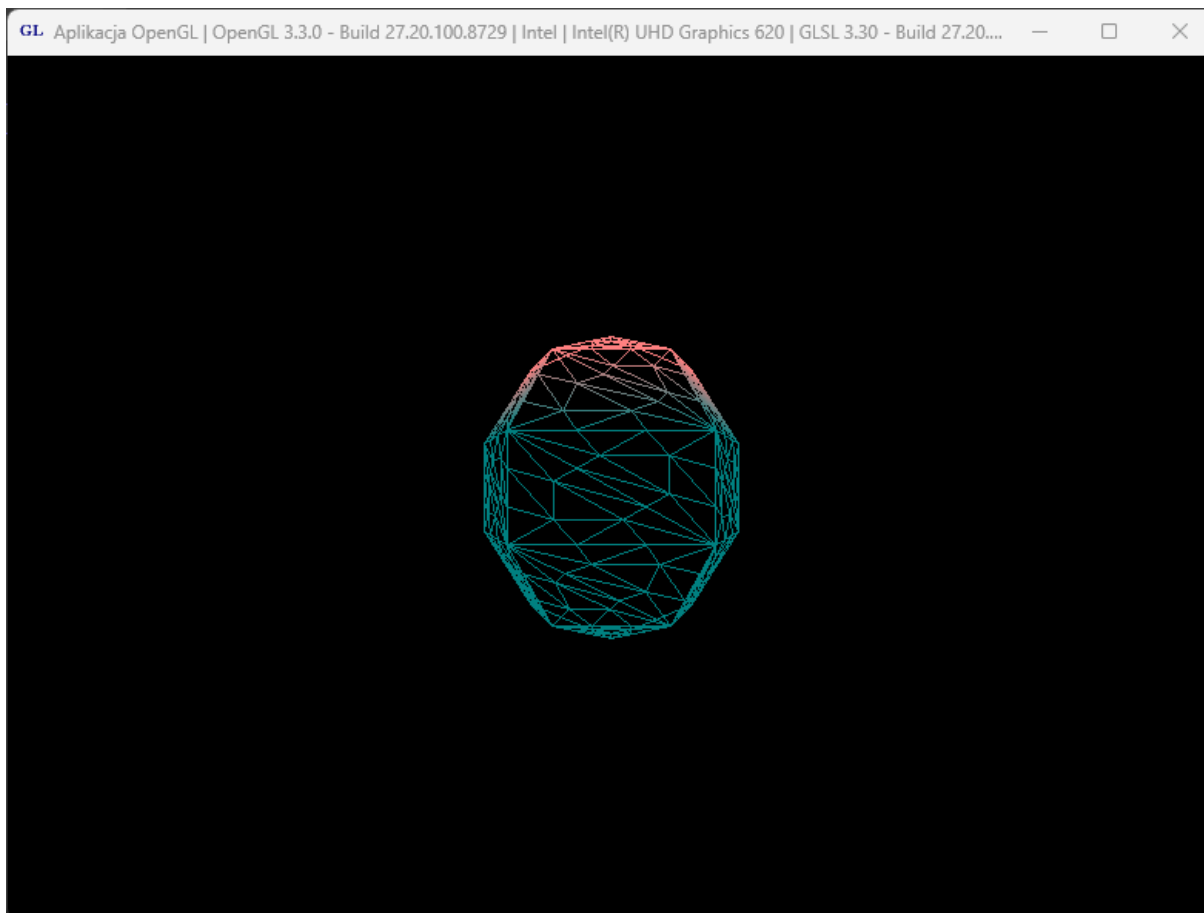 GL Aplikacja OpenGL | OpenGL 3.3.0 - Build 27.20.100.8729 | Intel | Intel(R) UHD Graphics 620 | GLSL 3.30 - Build 27.20....